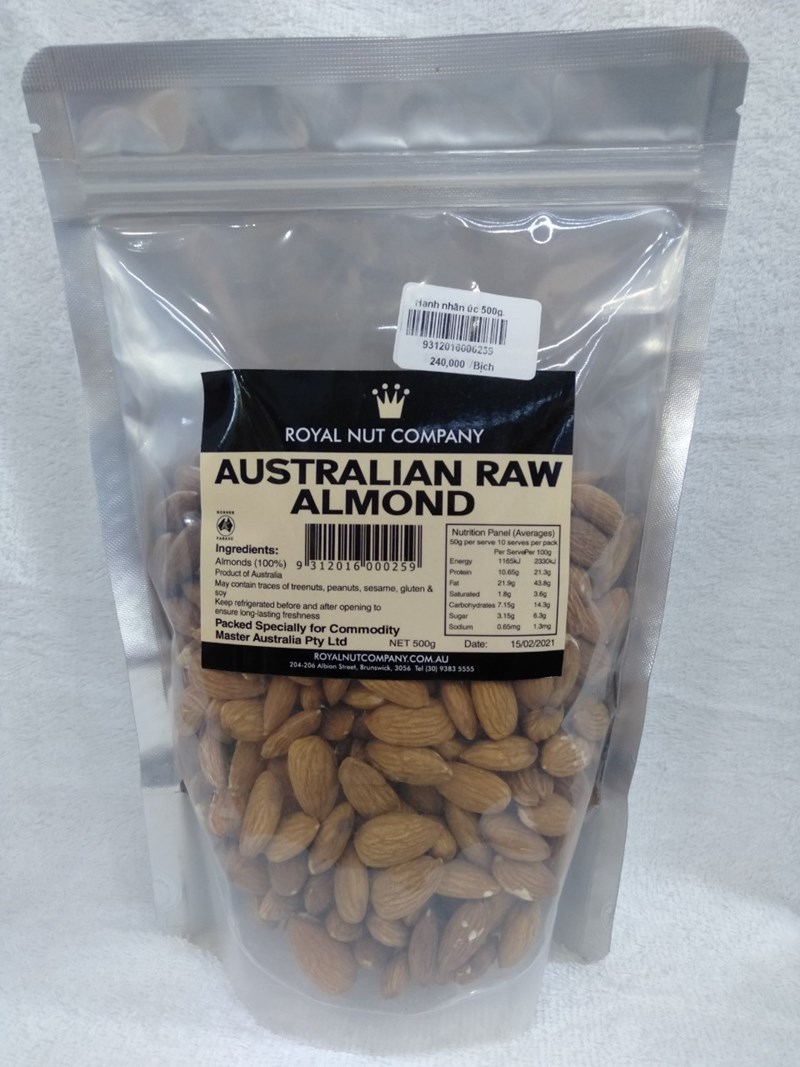 Hạnh nhân úc 500g
9312016000259
240,000 /Bịch
ROYAL NUT COMPANY
AUSTRALIAN RAW
ALMOND
KOSHER
PAREVE
Ingredients:
Almonds (100%)
Product of Australia
9 312016 000259
May contain traces of treenuts, peanuts, sesame, gluten &
soy
Keep refrigerated before and after opening to
ensure long-lasting freshness
Packed Specially for Commodity
Master Australia Pty Ltd
NET 500g
Nutrition Panel (Averages)
50g per serve 10 serves per pack
Per Serve Per 100g
Energy 1165kJ 2330kJ
Protein 10.65g 21.3g
Fat 21.9g 43.8g
Saturated 1.8g 3.6g
Carbohydrates 7.15g 14.3g
Sugar 3.15g 6.3g
Sodium 0.65mg 1.3mg
Date: 15/02/2021
ROYALNUTCOMPANY.COM.AU
204-206 Albion Street, Brunswick, 3056 Tel (30) 9383 5555